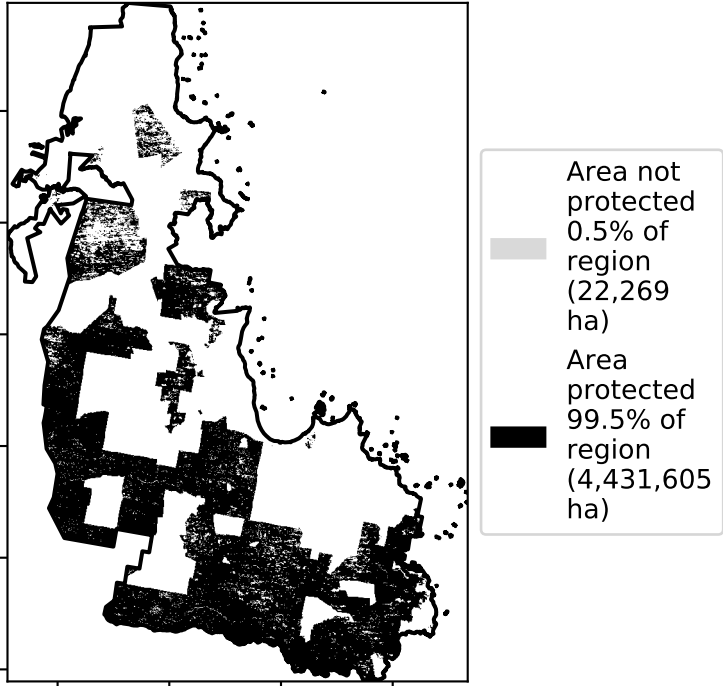 Area not
protected
0.5% of
region
(22,269
ha)
Area
protected
99.5% of
region
(4,431,605
ha)